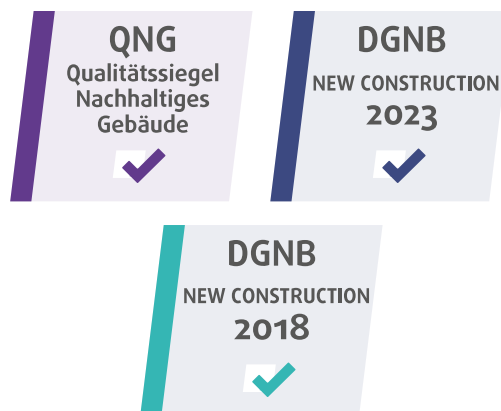 QNG
Qualitätssiegel
Nachhaltiges
Gebäude
DGNB
NEW CONSTRUCTION
2023
DGNB
NEW CONSTRUCTION
2018